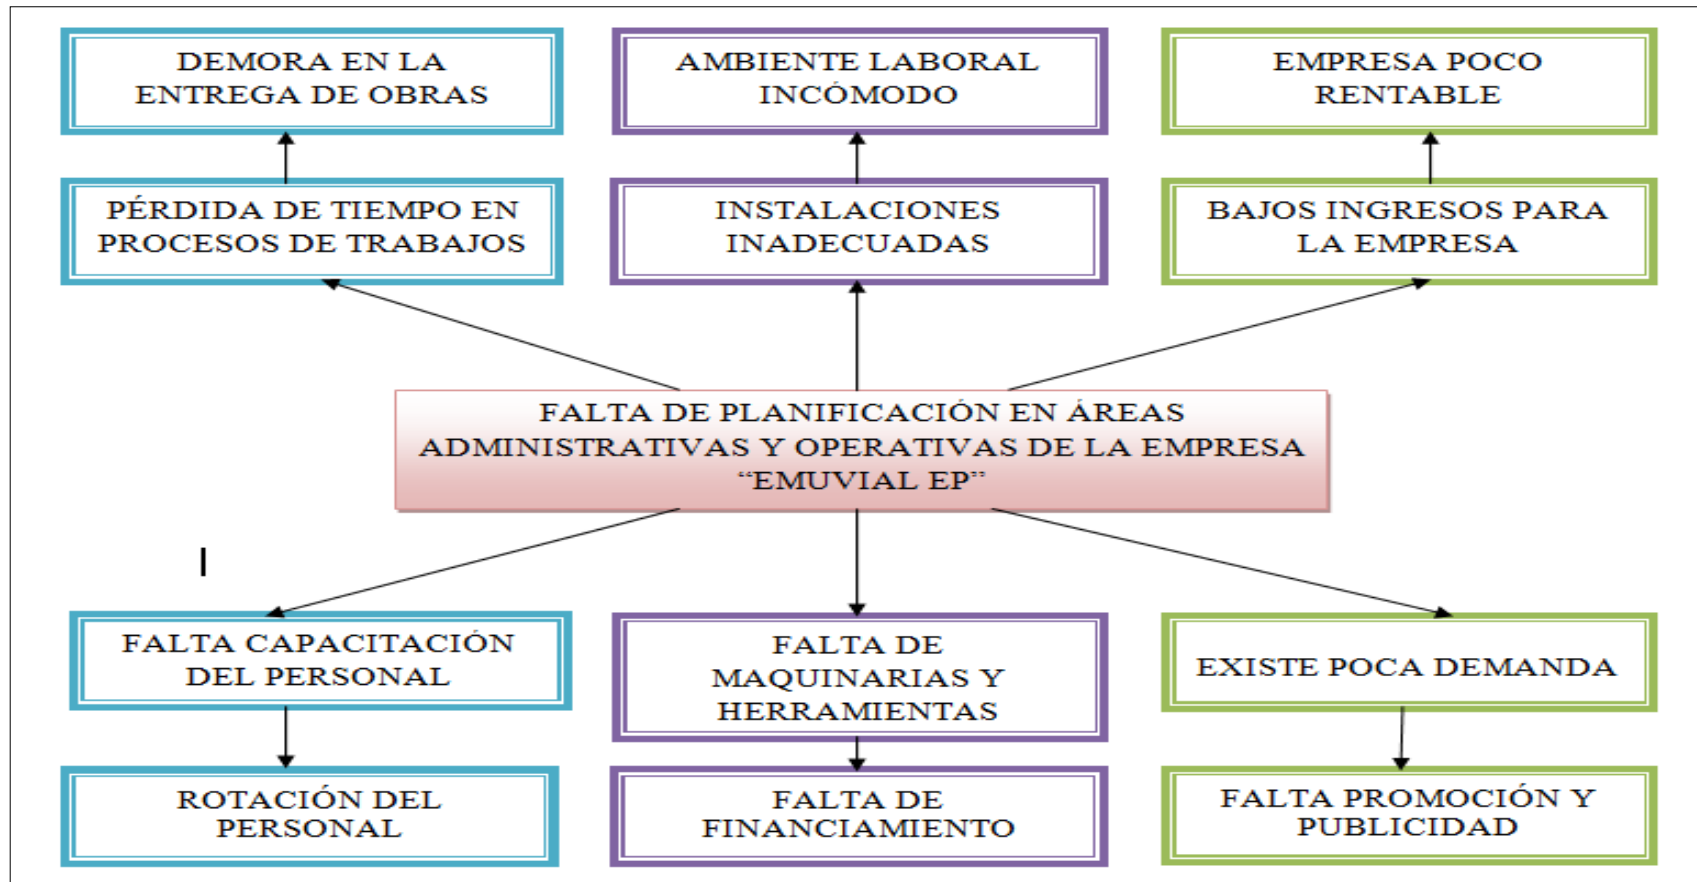 DEMORA EN LA
ENTREGA DE OBRAS
AMBIENTE LABORAL
INCÓMODO
EMPRESA POCO
RENTABLE
PÉRDIDA DE TIEMPO EN
PROCESOS DE TRABAJOS
INSTALACIONES
INADECUADAS
BAJOS INGRESOS PARA
LA EMPRESA
FALTA DE PLANIFICACIÓN EN ÁREAS
ADMINISTRATIVAS Y OPERATIVAS DE LA EMPRESA
“EMUVIAL EP”
FALTA CAPACITACIÓN
DEL PERSONAL
FALTA DE
MAQUINARIAS Y
HERRAMIENTAS
EXISTE POCA DEMANDA
ROTACIÓN DEL
PERSONAL
FALTA DE
FINANCIAMIENTO
FALTA PROMOCIÓN Y
PUBLICIDAD